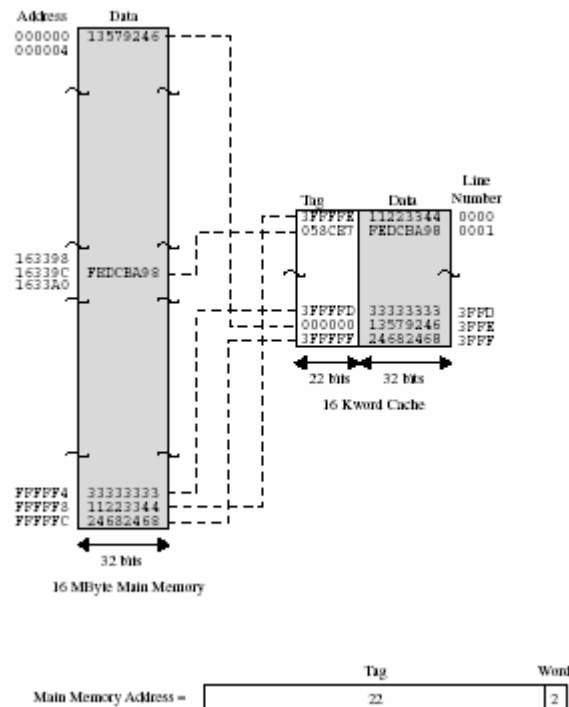 Address Data
000000 13579246
000004
Line
Number
Tag Data
3FFFFE 11223344 0000
058CE7 FEDCBA98 0001
163398
16339C FEDCBA98
1633A0
3FFFFD 33333333 3FFD
000000 13579246 3FFE
3FFFFF 24682468 3FFF
22 bits 32 bits
16 Kword Cache
FFFFF4 33333333
FFFFF8 11223344
FFFFFC 24682468
32 bits
16 MByte Main Memory
Tag Word
Main Memory Address = 22 2